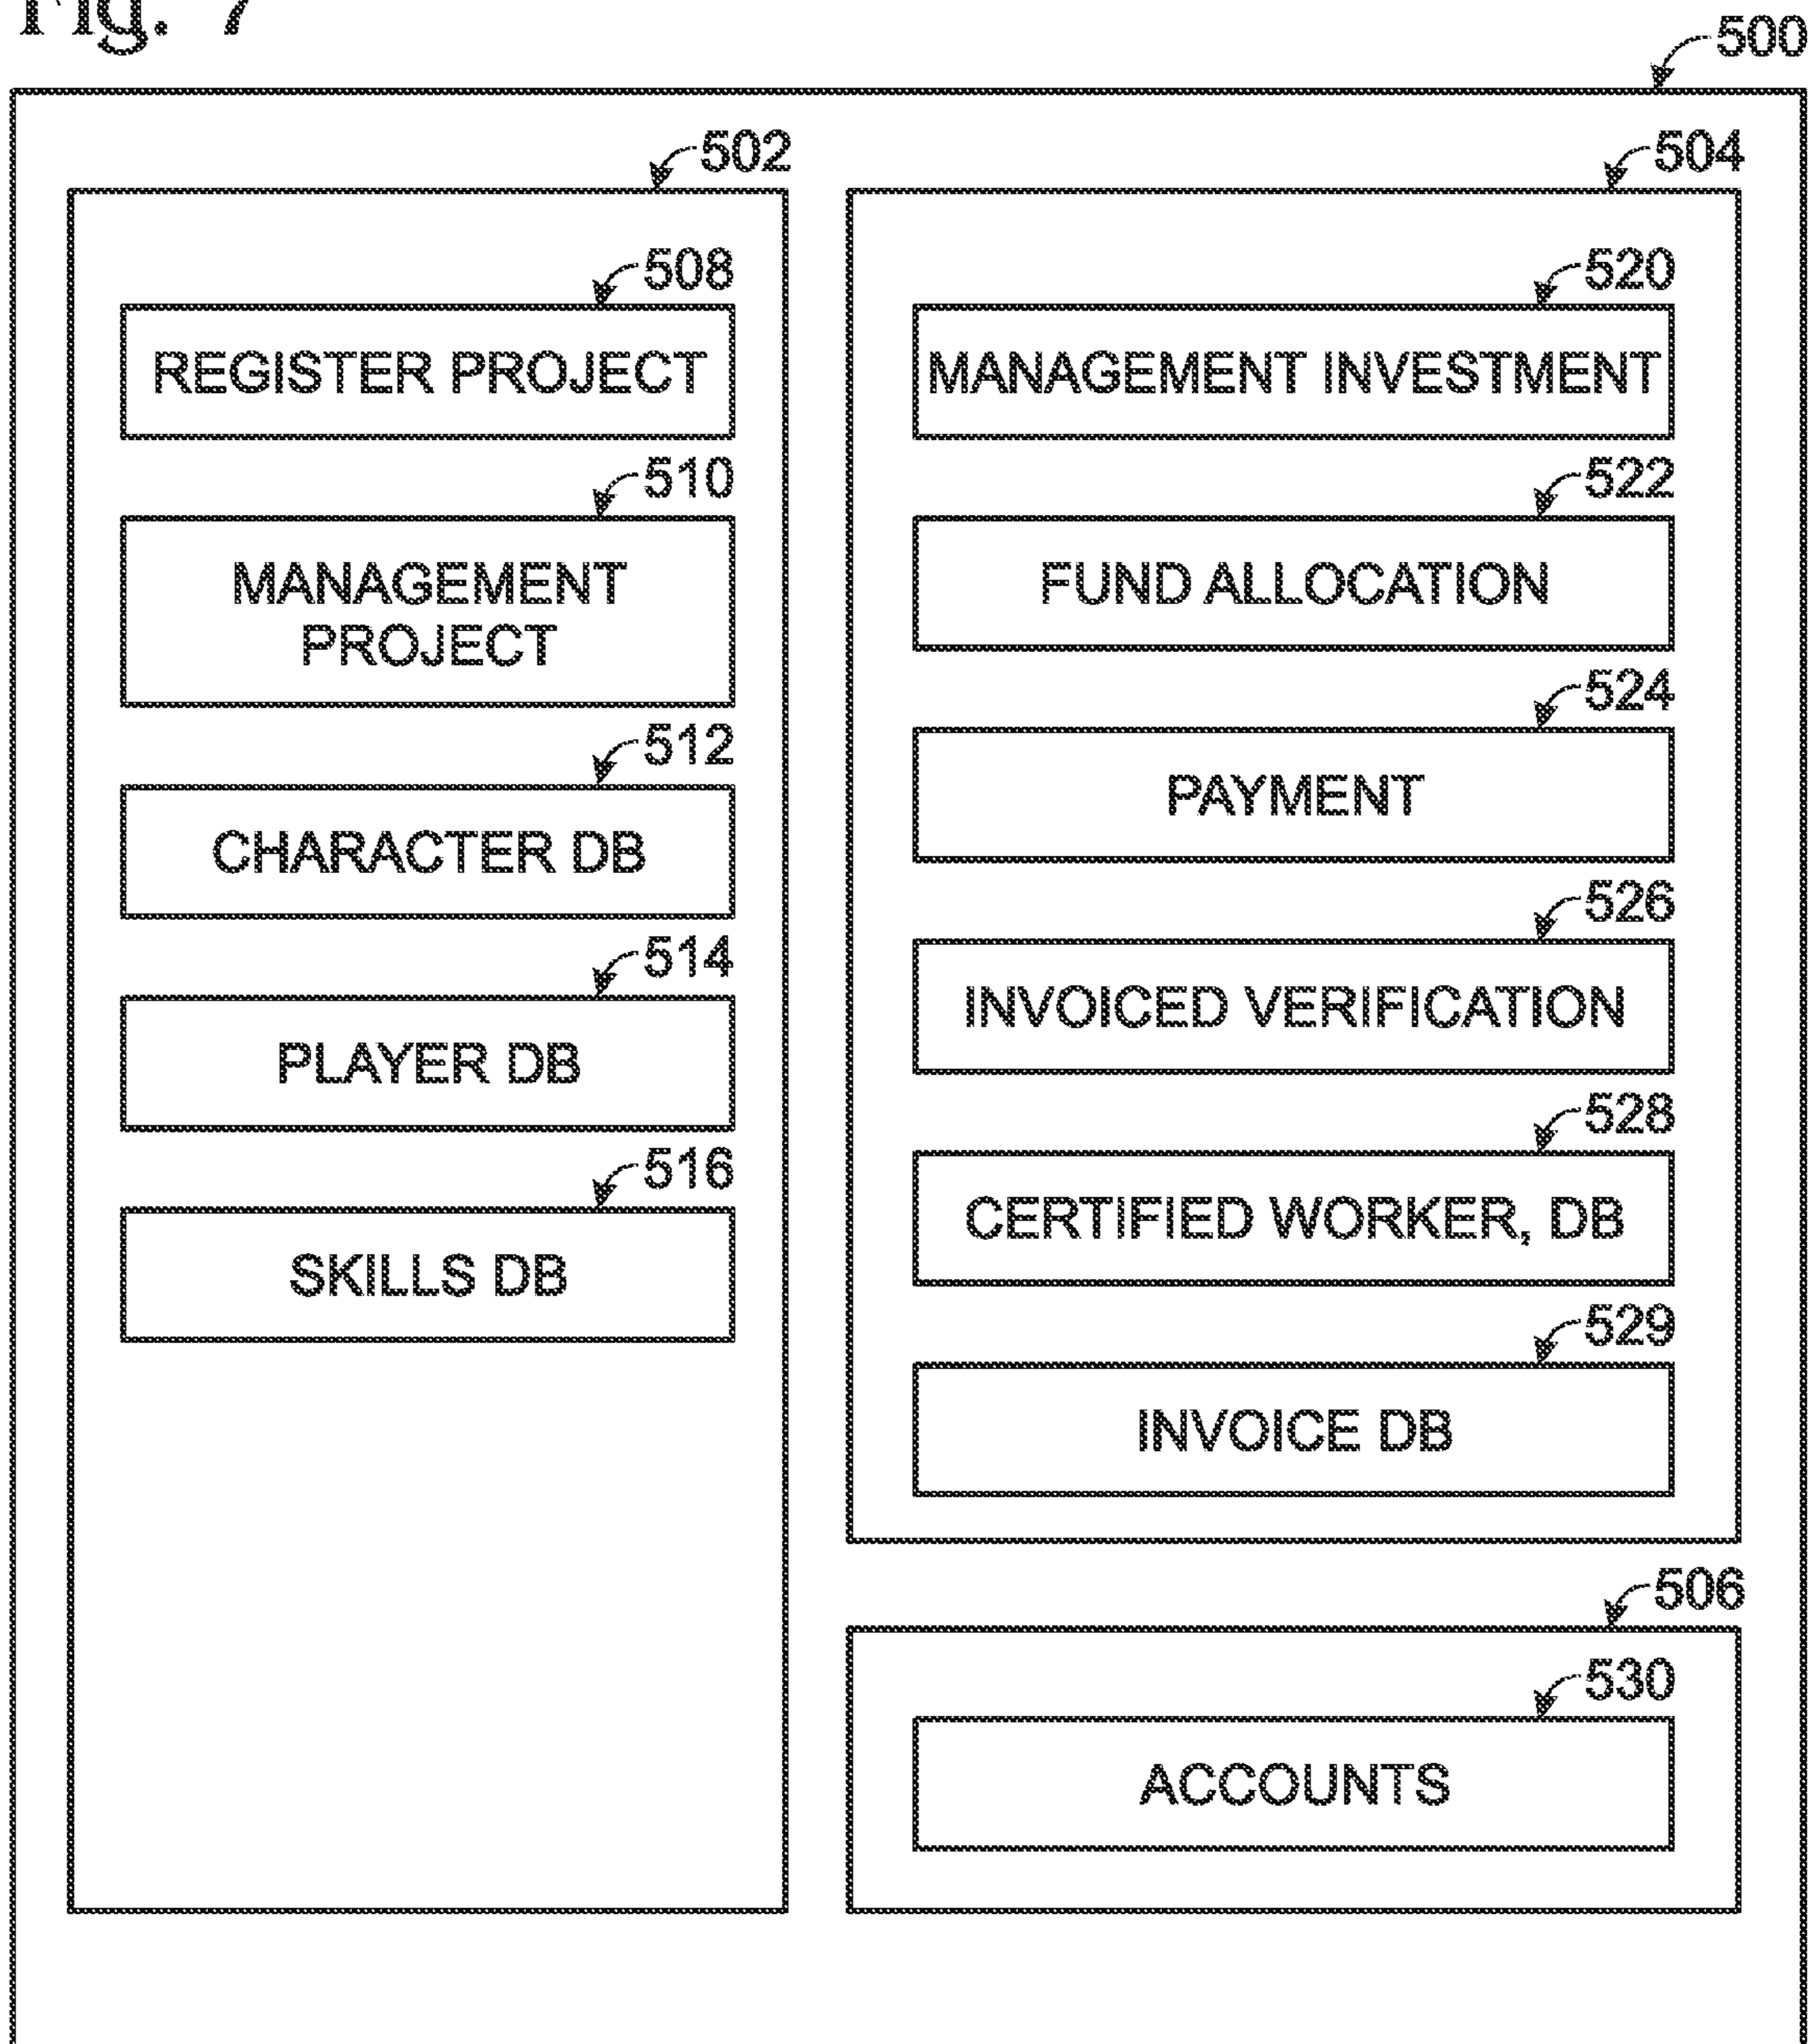 Fig. 7
500
502
508
REGISTER PROJECT
510
MANAGEMENT
PROJECT
512
CHARACTER DB
514
PLAYER DB
516
SKILLS DB
504
520
MANAGEMENT INVESTMENT
522
FUND ALLOCATION
524
PAYMENT
526
INVOICED VERIFICATION
528
CERTIFIED WORKER, DB
529
INVOICE DB
506
530
ACCOUNTS